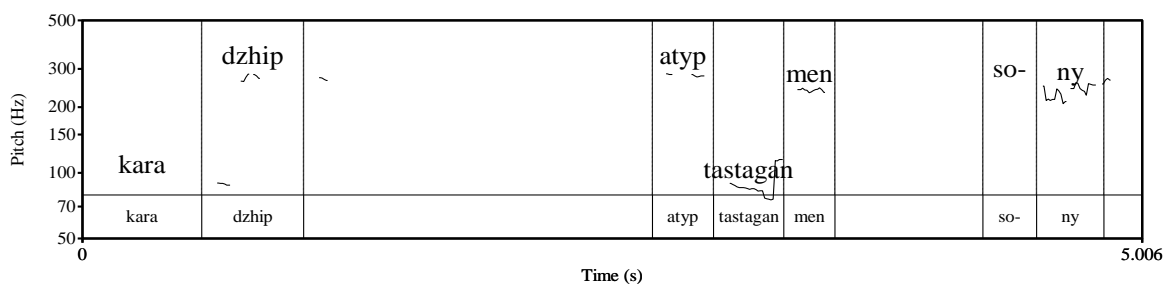 500
300
200
150
100
70
50
Pitch (Hz)
kara
dzhip
atyp
tastagan
men
so-
ny
kara dzhip atyp tastagan men so- ny
0 5.006
Time (s)